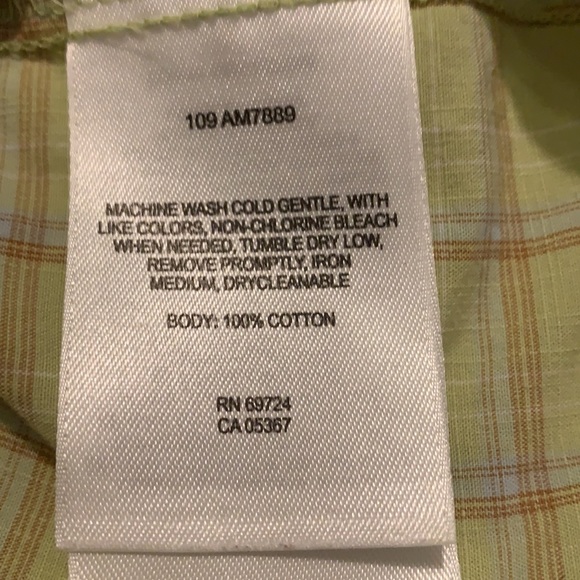 109 AM7889
MACHINE WASH COLD GENTLE, WITH
LIKE COLORS, NON-CHLORINE BLEACH
WHEN NEEDED, TUMBLE DRY LOW,
REMOVE PROMPTLY, IRON
MEDIUM, DRYCLEANABLE
BODY: 100% COTTON
RN 69724
CA 05367